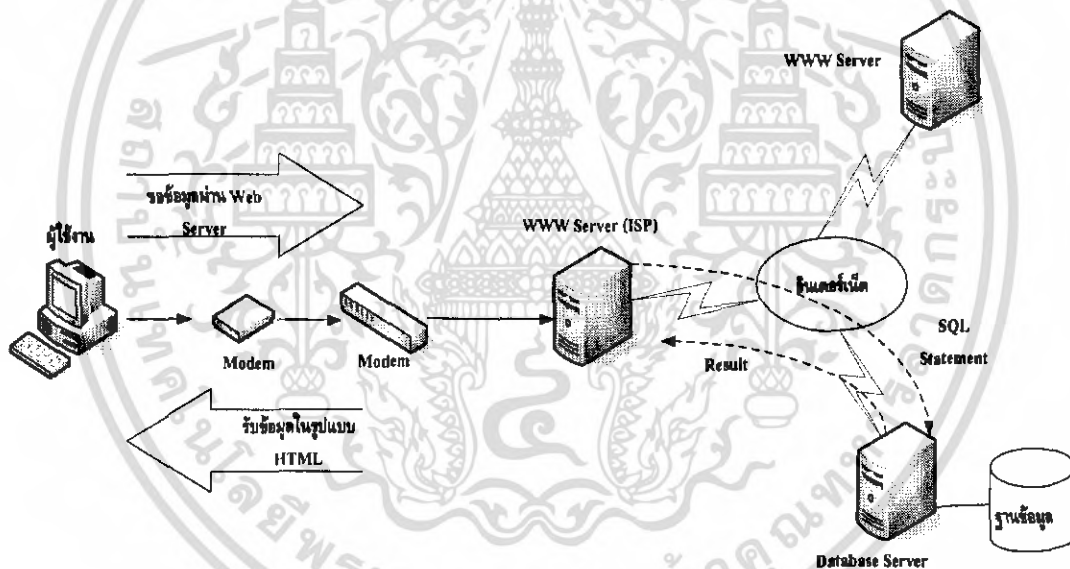 WWW Server
ขอข้อมูลผ่าน Web
Server
ผู้ใช้งาน
WWW Server (ISP)
อินเตอร์เน็ต
SQL
Statement
Modem
Modem
Result
รับข้อมูลในรูปแบบ
HTML
ฐานข้อมูล
Database Server